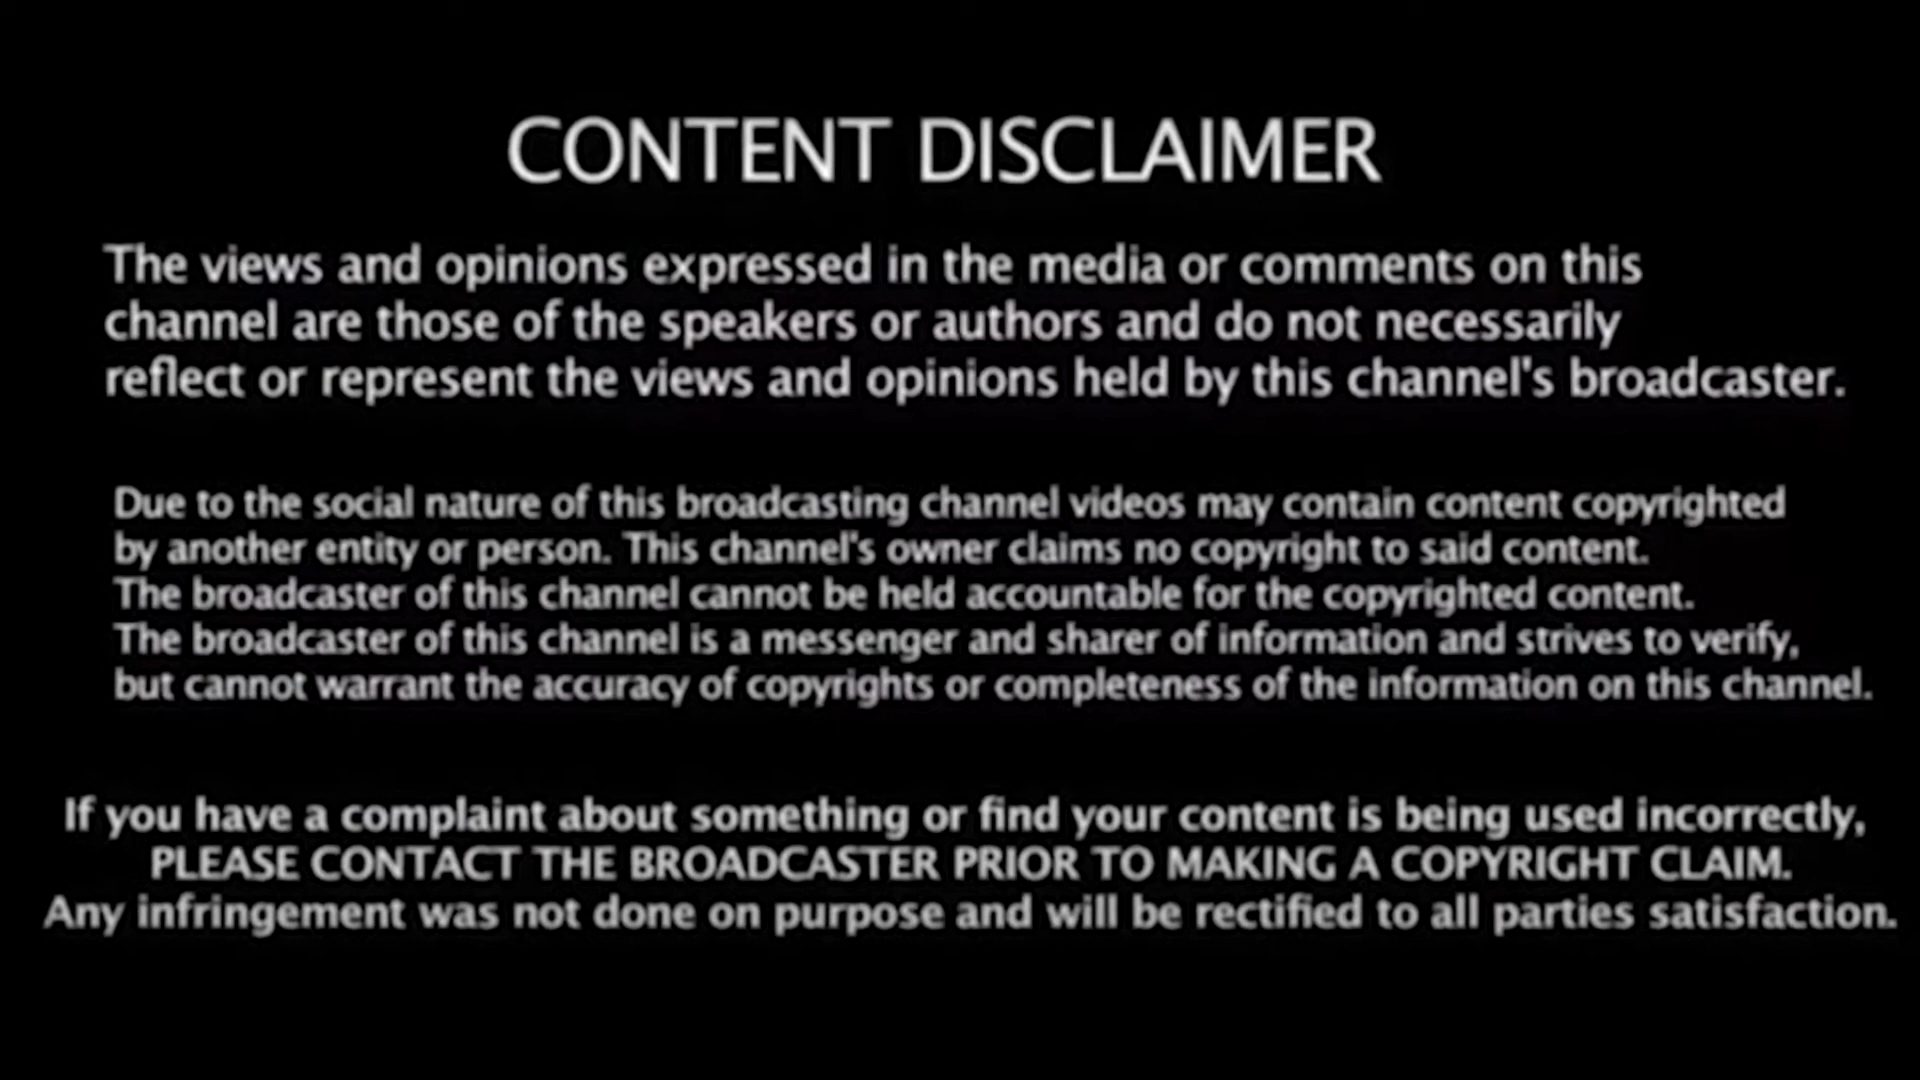 CONTENT DISCLAIMER
The views and opinions expressed in the media or comments on this
channel are those of the speakers or authors and do not necessarily
reflect or represent the views and opinions held by this channel's broadcaster.
Due to the social nature of this broadcasting channel videos may contain content copyrighted
by another entity or person. This channel's owner claims no copyright to said content.
The broadcaster of this channel cannot be held accountable for the copyrighted content.
The broadcaster of this channel is a messenger and sharer of information and strives to verify,
but cannot warrant the accuracy of copyrights or completeness of the information on this channel.
If you have a complaint about something or find your content is being used incorrectly,
PLEASE CONTACT THE BROADCASTER PRIOR TO MAKING A COPYRIGHT CLAIM.
Any infringement was not done on purpose and will be rectified to all parties satisfaction.